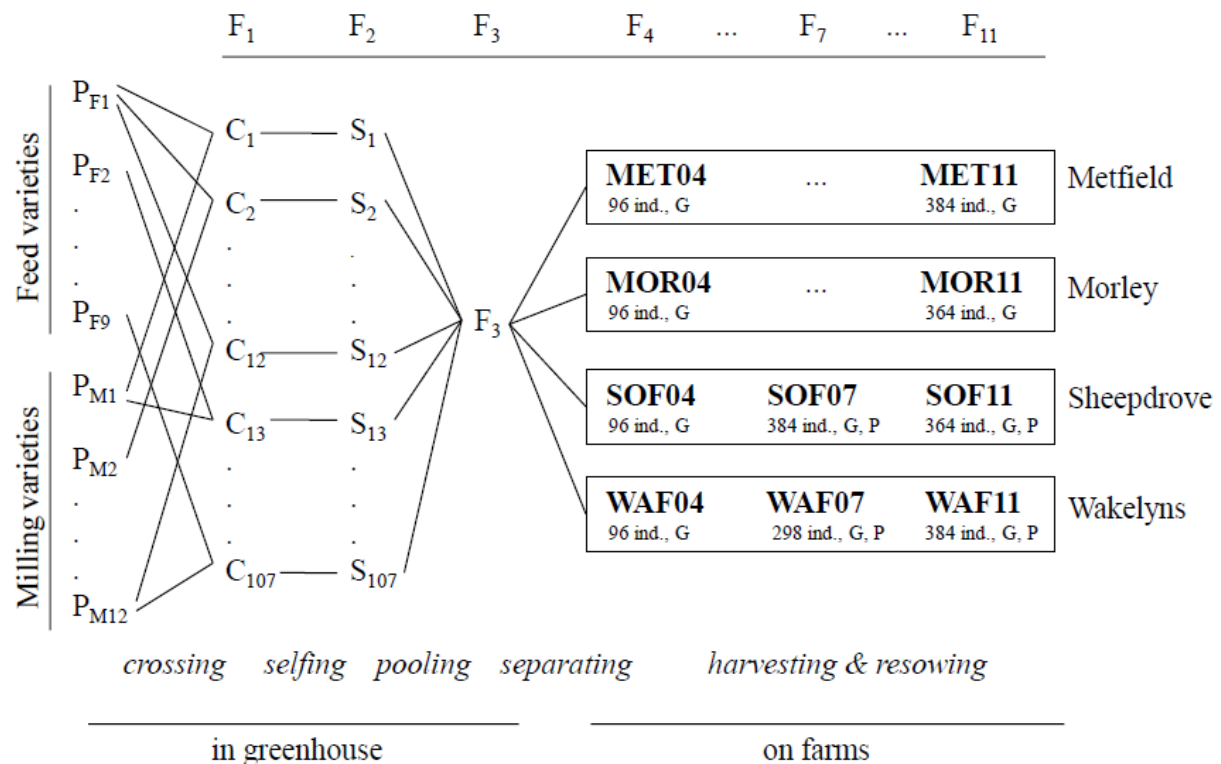 F1 F2 F3 F4 ... F7 ... F11
Feed varieties
PF1
PF2
.
.
.
PF9
Milling varieties
PM1
PM2
.
.
.
PM12
C1
C2
.
.
.
C12
C13
.
.
.
C107
S1
S2
.
.
.
S12
S13
.
.
.
S107
F3
MET04 ... MET11 Metfield
96 ind., G 384 ind., G
MOR04 ... MOR11 Morley
96 ind., G 364 ind., G
SOF04 SOF07 SOF11 Sheepdrove
96 ind., G 384 ind., G, P 364 ind., G, P
WAF04 WAF07 WAF11 Wakelyns
96 ind., G 298 ind., G, P 384 ind., G, P
crossing selfing pooling separating harvesting & resowing
in greenhouse on farms